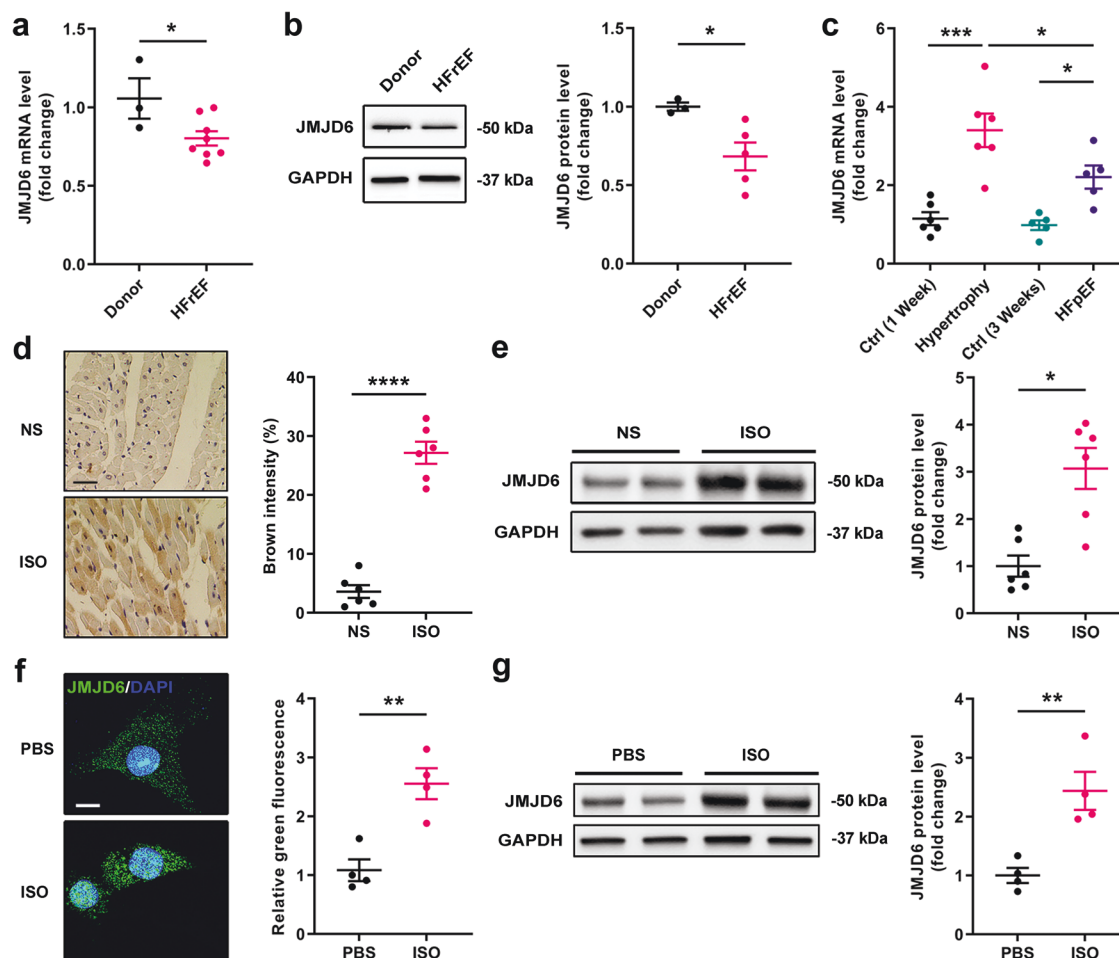 a
JMJD6 mRNA level
(fold change)
1.5
1.0
0.5
0.0
*
Donor
HFrEF
b
Donor
HFrEF
JMJD6
-50 kDa
GAPDH
-37 kDa
JMJD6 protein level
(fold change)
1.5
1.0
0.5
0.0
*
Donor
HFrEF
c
JMJD6 mRNA level
(fold change)
6
4
2
0
***
*
*
Ctrl (1 Week)
Hypertrophy
Ctrl (3 Weeks)
HFpEF
d
NS
ISO
Brown intensity (%)
40
30
20
10
0
****
NS
ISO
e
NS
ISO
JMJD6
-50 kDa
GAPDH
-37 kDa
JMJD6 protein level
(fold change)
5
4
3
2
1
0
*
NS
ISO
f
JMJD6/DAPI
PBS
ISO
Relative green fluorescence
4
3
2
1
0
**
PBS
ISO
g
PBS
ISO
JMJD6
-50 kDa
GAPDH
-37 kDa
JMJD6 protein level
(fold change)
4
3
2
1
0
**
PBS
ISO